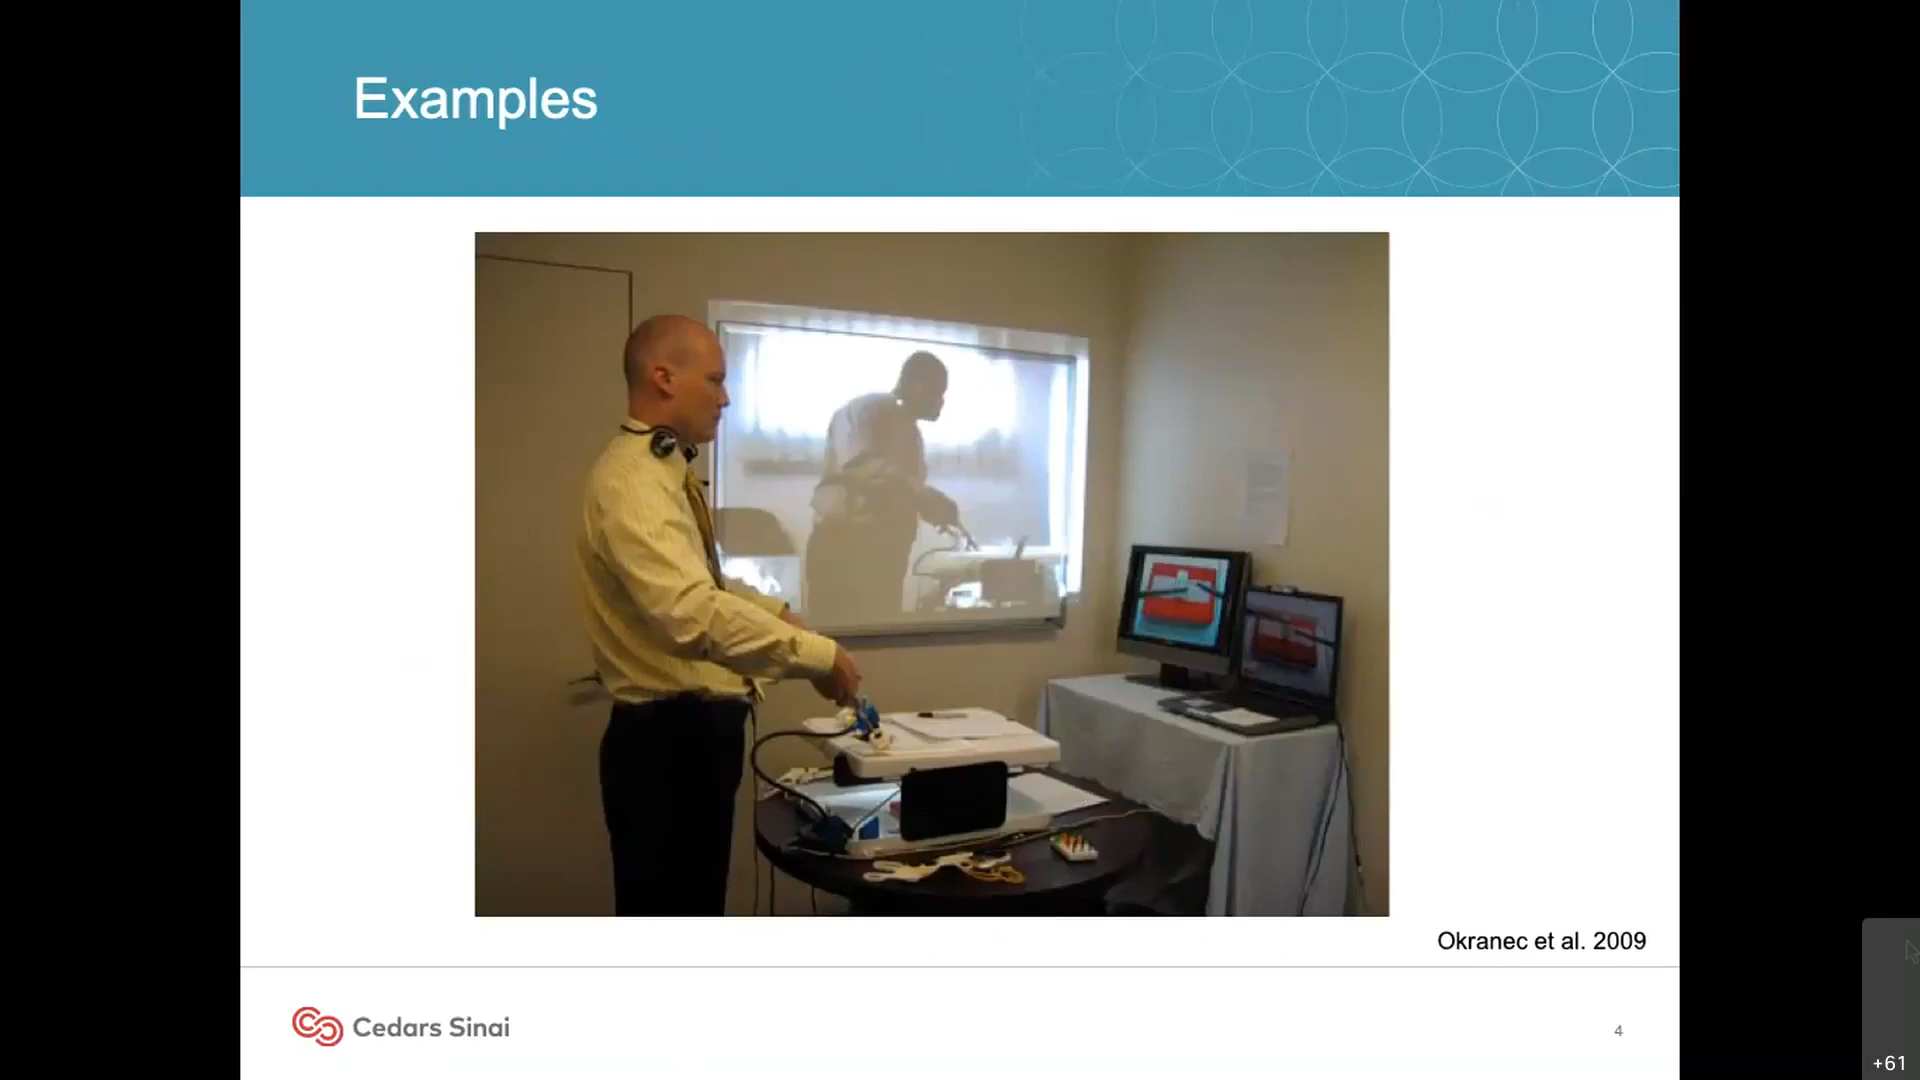 Examples
Okranec et al. 2009
Cedars Sinai
4
+61